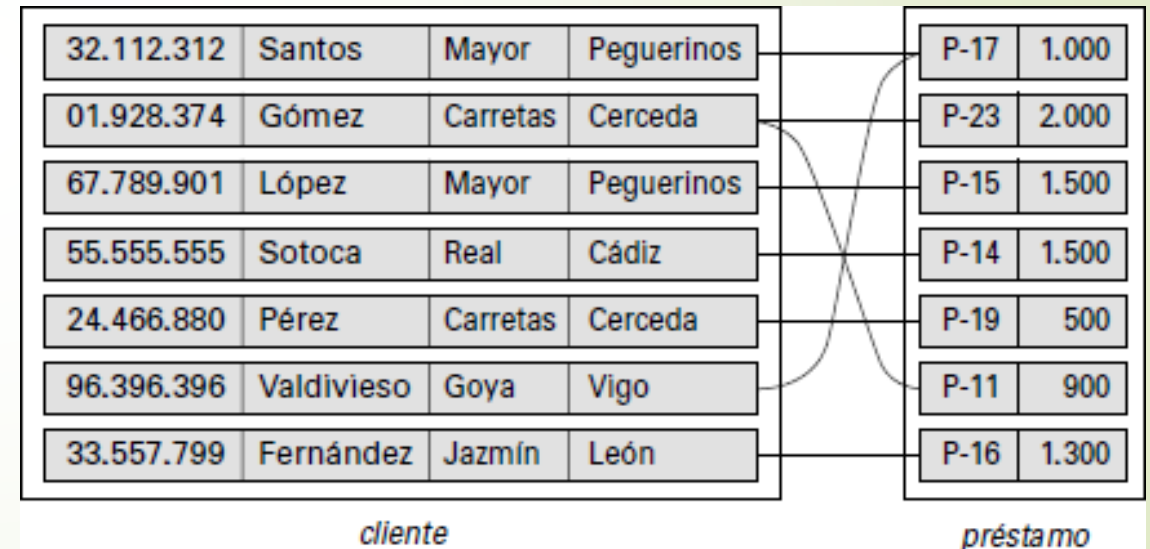 32.112.312 Santos Mayor Peguerinos P-17 1.000
01.928.374 Gómez Carretas Cerceda P-23 2.000
67.789.901 López Mayor Peguerinos P-15 1.500
55.555.555 Sotoca Real Cádiz P-14 1.500
24.466.880 Pérez Carretas Cerceda P-19 500
96.396.396 Valdivieso Goya Vigo P-11 900
33.557.799 Fernández Jazmín León P-16 1.300
cliente préstamo